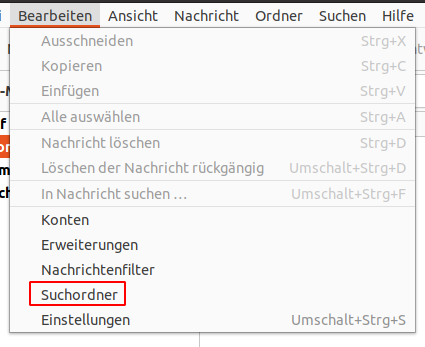 Bearbeiten Ansicht Nachricht Ordner Suchen Hilfe
Ausschneiden Strg+X
Kopieren Strg+C
Einfügen Strg+V
Alle auswählen Strg+A
Nachricht löschen Strg+D
Löschen der Nachricht rückgängig Umschalt+Strg+D
In Nachricht suchen ... Umschalt+Strg+F
Konten
Erweiterungen
Nachrichtenfilter
Suchordner
Einstellungen Umschalt+Strg+S